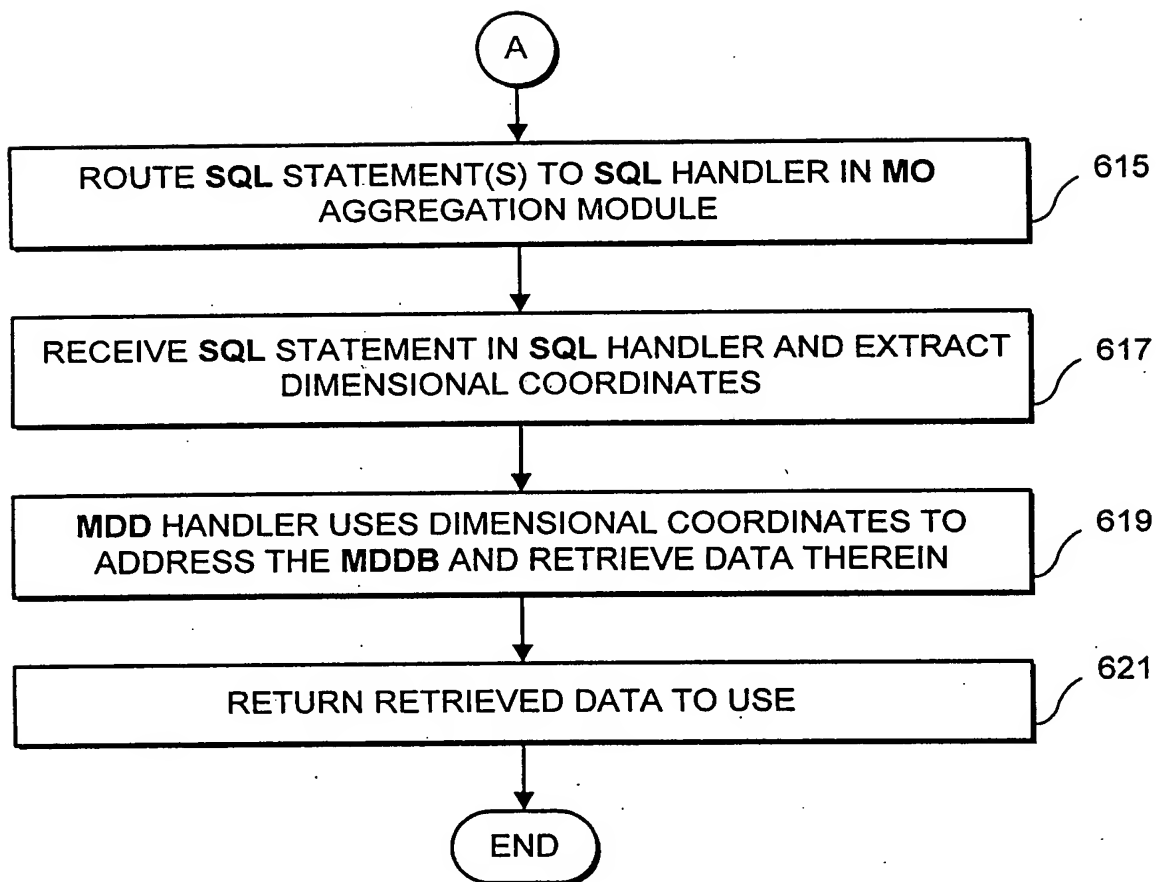 A
ROUTE SQL STATEMENT(S) TO SQL HANDLER IN MO
AGGREGATION MODULE
615
RECEIVE SQL STATEMENT IN SQL HANDLER AND EXTRACT
DIMENSIONAL COORDINATES
617
MDD HANDLER USES DIMENSIONAL COORDINATES TO
ADDRESS THE MDDB AND RETRIEVE DATA THEREIN
619
RETURN RETRIEVED DATA TO USE
621
END